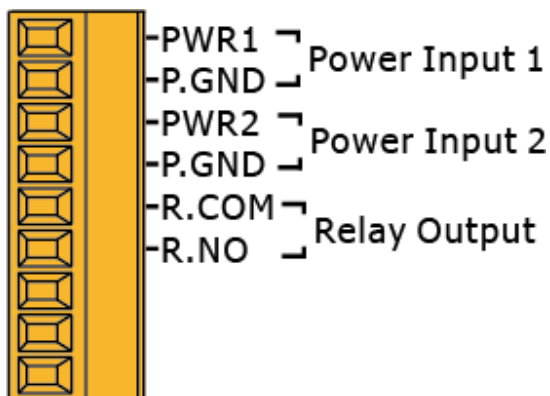 PWR1
Power Input 1
P.GND
PWR2
Power Input 2
P.GND
R.COM
Relay Output
R.NO